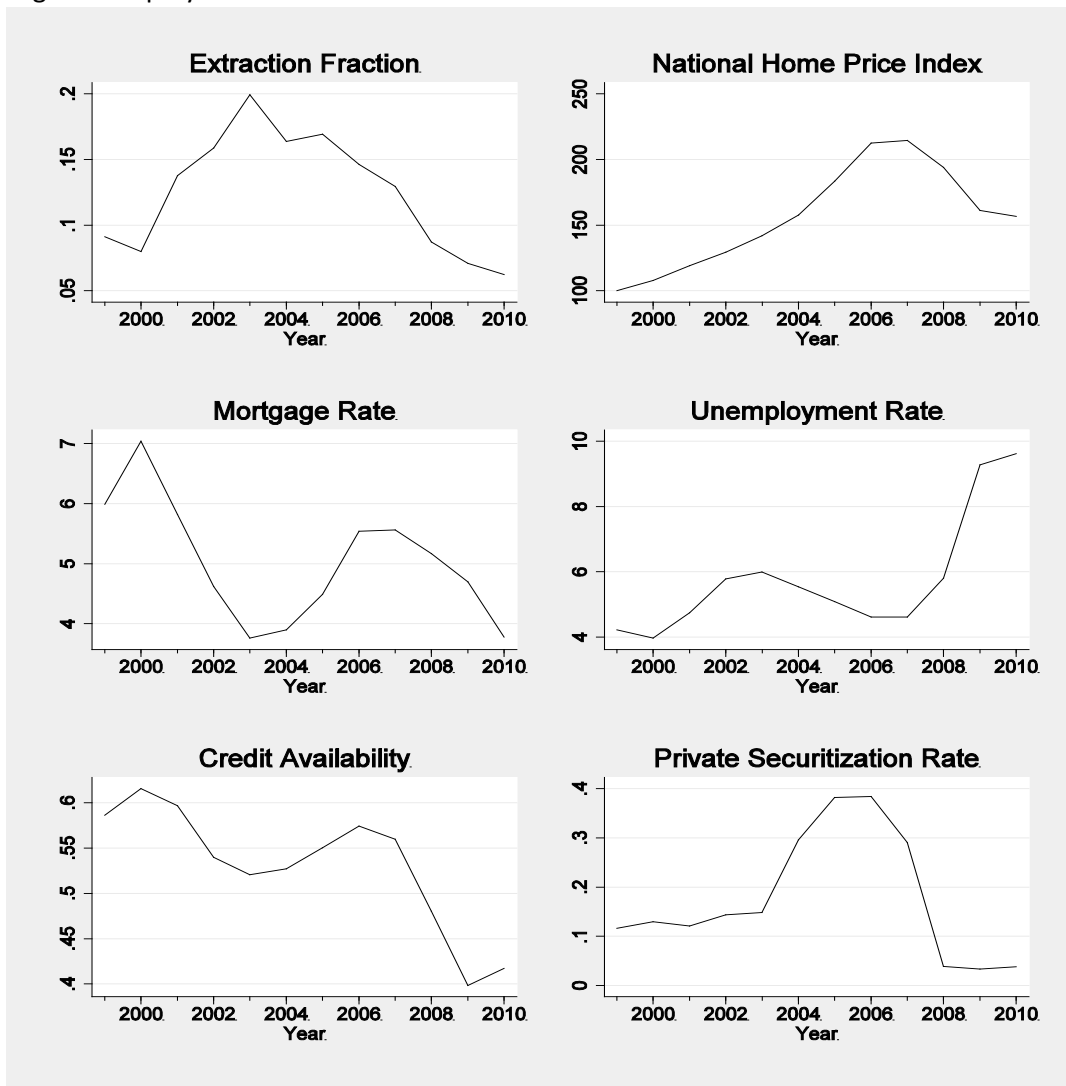 Extraction Fraction
.2
.15
.1
.05
2000 2002 2004 2006 2008 2010
Year
National Home Price Index
250
200
150
100
2000 2002 2004 2006 2008 2010
Year
Mortgage Rate
7
6
5
4
2000 2002 2004 2006 2008 2010
Year
Unemployment Rate
10
8
6
4
2000 2002 2004 2006 2008 2010
Year
Credit Availability
.6
.55
.5
.45
.4
2000 2002 2004 2006 2008 2010
Year
Private Securitization Rate
.4
.3
.2
.1
0
2000 2002 2004 2006 2008 2010
Year